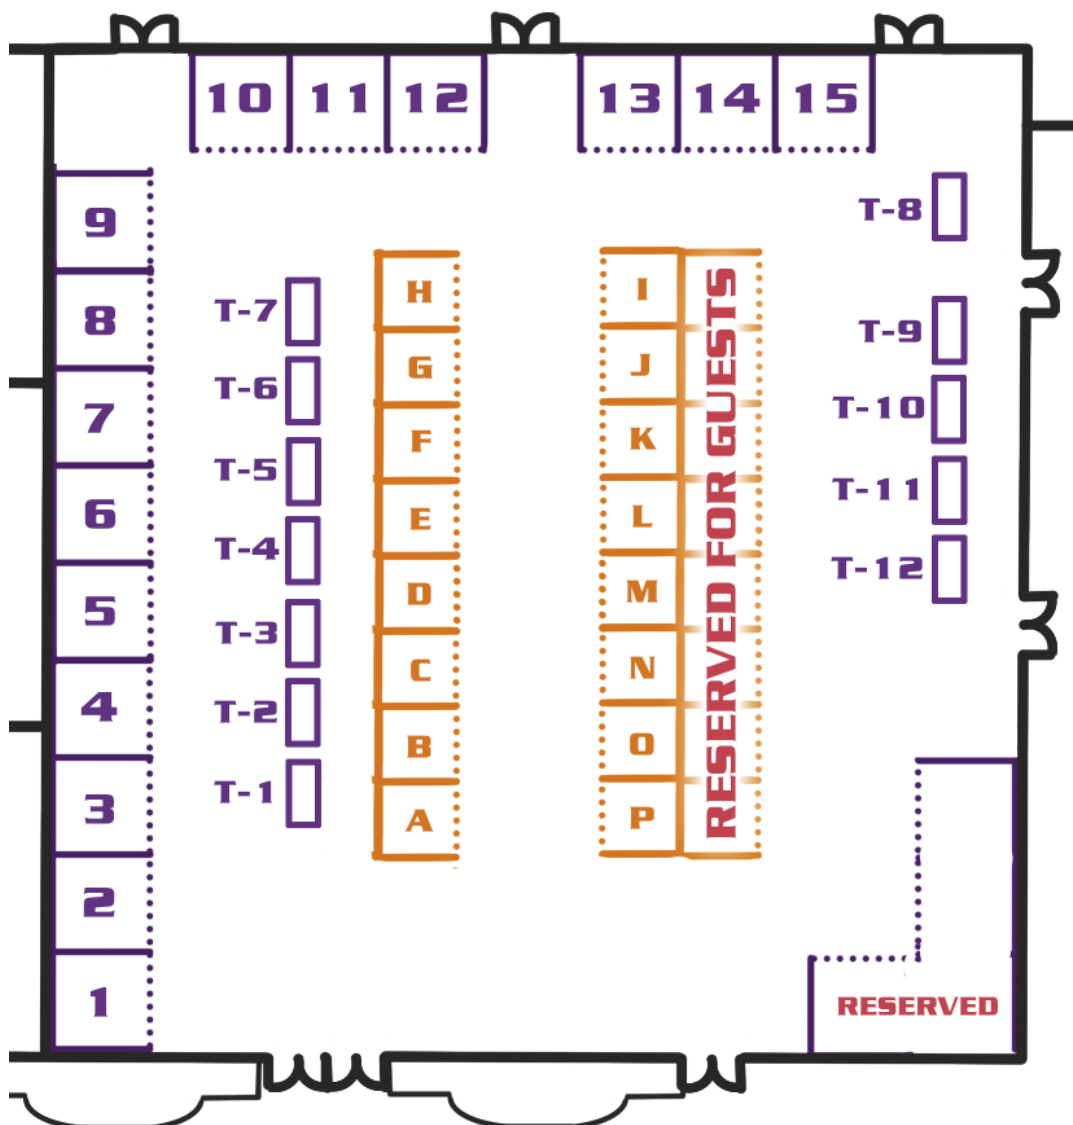 10 11 12 13 14 15
T-8
9
H I
T-7
8
T-9
G J
T-6
7
T-10
F K
T-5
6
T-11
E L
T-4
T-12
5
D M
T-3
C N
4
T-2
B O
3
T-1
A P
RESERVED FOR GUESTS
2
1
RESERVED